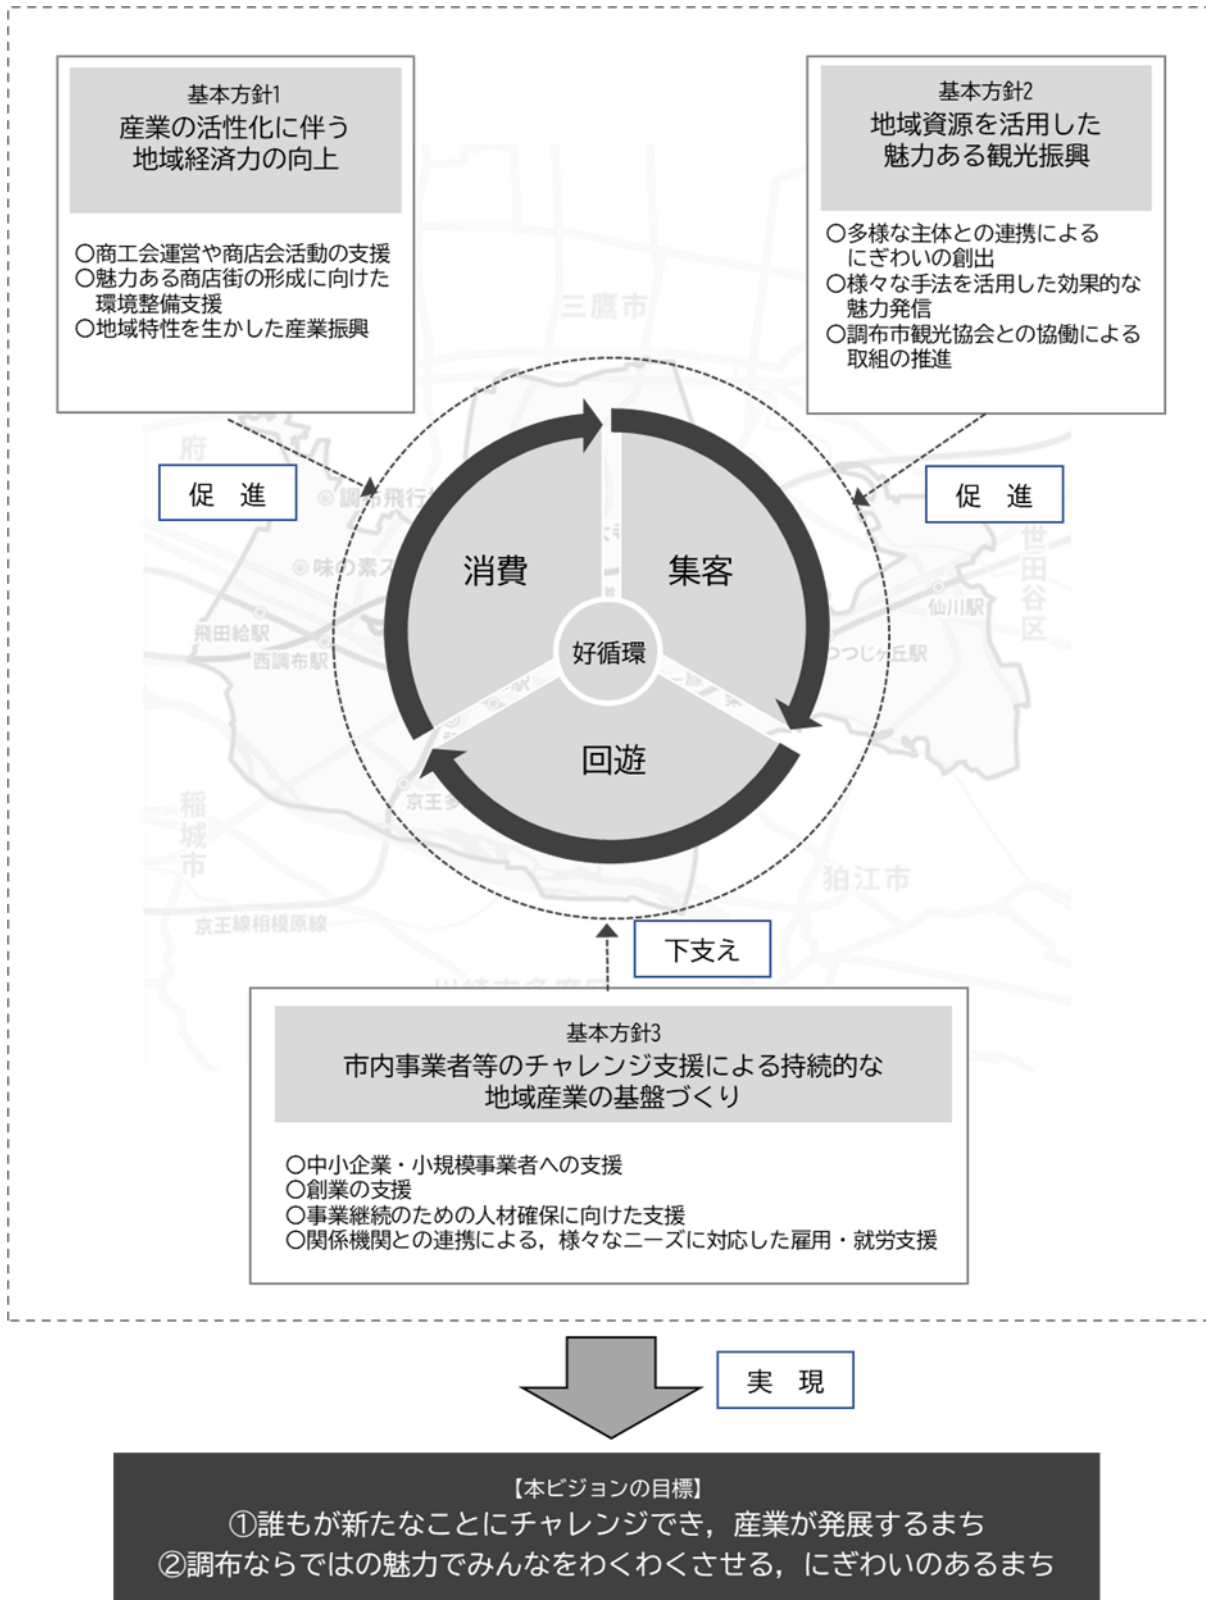 基本方針1
産業の活性化に伴う
地域経済力の向上
○商工会運営や商店会活動の支援
○魅力ある商店街の形成に向けた
環境整備支援
○地域特性を生かした産業振興
基本方針2
地域資源を活用した
魅力ある観光振興
○多様な主体との連携による
にぎわいの創出
○様々な手法を活用した効果的な
魅力発信
○調布市観光協会との協働による
取組の推進
三鷹市
府
促　進
促　進
調布飛行
味の素ス
飛田給駅
西調布駅
消費
集客
好循環
回遊
世田谷区
仙川駅
つつじヶ丘駅
京王多
稲城市
狛江市
京王線相模原線
下支え
基本方針3
市内事業者等のチャレンジ支援による持続的な
地域産業の基盤づくり
○中小企業・小規模事業者への支援
○創業の支援
○事業継続のための人材確保に向けた支援
○関係機関との連携による，様々なニーズに対応した雇用・就労支援
実　現
【本ビジョンの目標】
①誰もが新たなことにチャレンジでき，産業が発展するまち
②調布ならではの魅力でみんなをわくわくさせる，にぎわいのあるまち